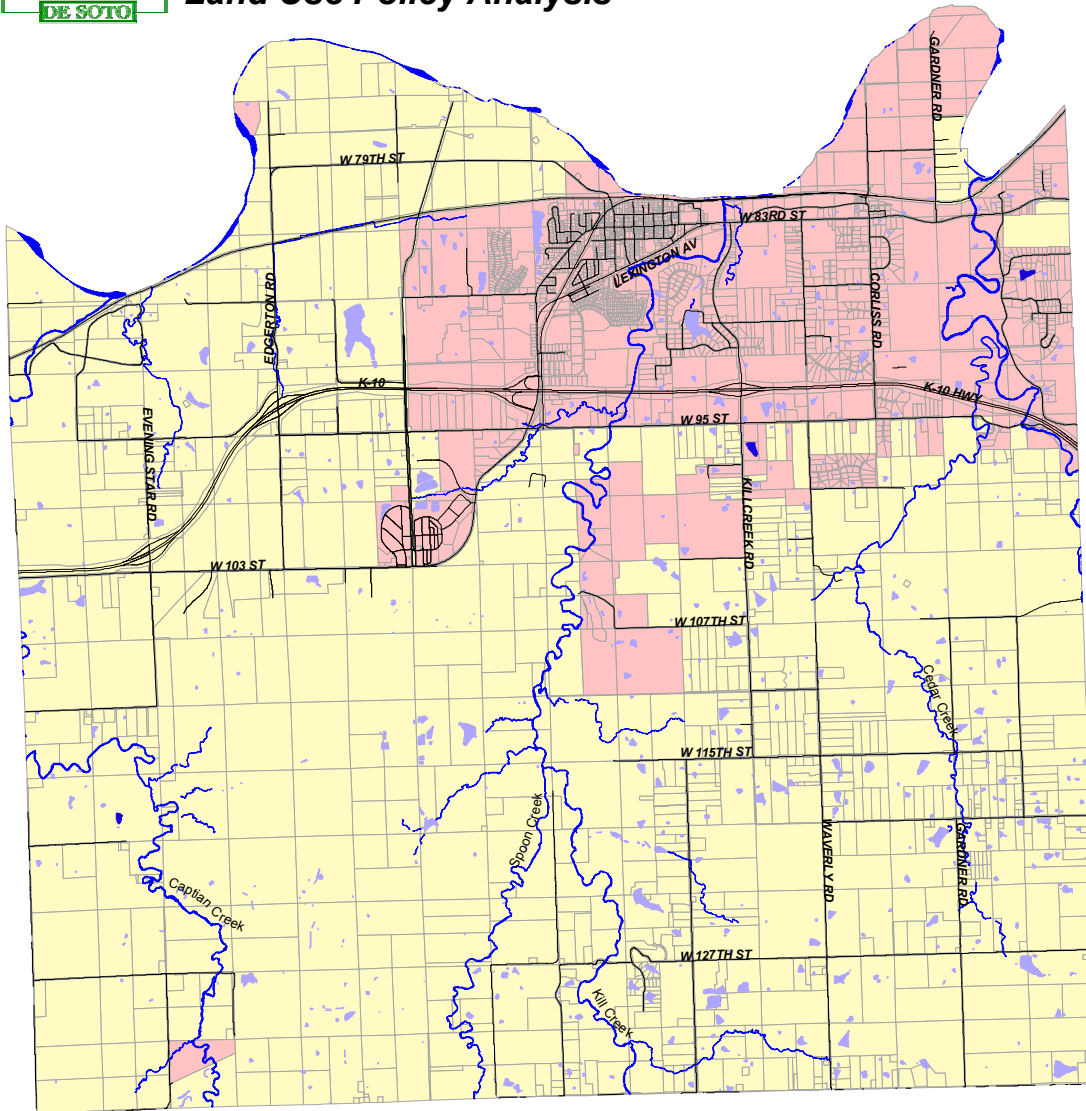 DE SOTO
Land Use Policy Analysis
GARDNER RD
W 79TH ST
W 83RD ST
LEXINGTON AV
EDGERTON RD
CORLISS RD
K-10
K-10 HWY
W 95 ST
EVENING STAR RD
KILL CREEK RD
W 103 ST
W 107TH ST
Cedar Creek
W 115TH ST
Spoon Creek
WAVERLY RD
GARDNER RD
Captian Creek
W 127TH ST
Kill Creek